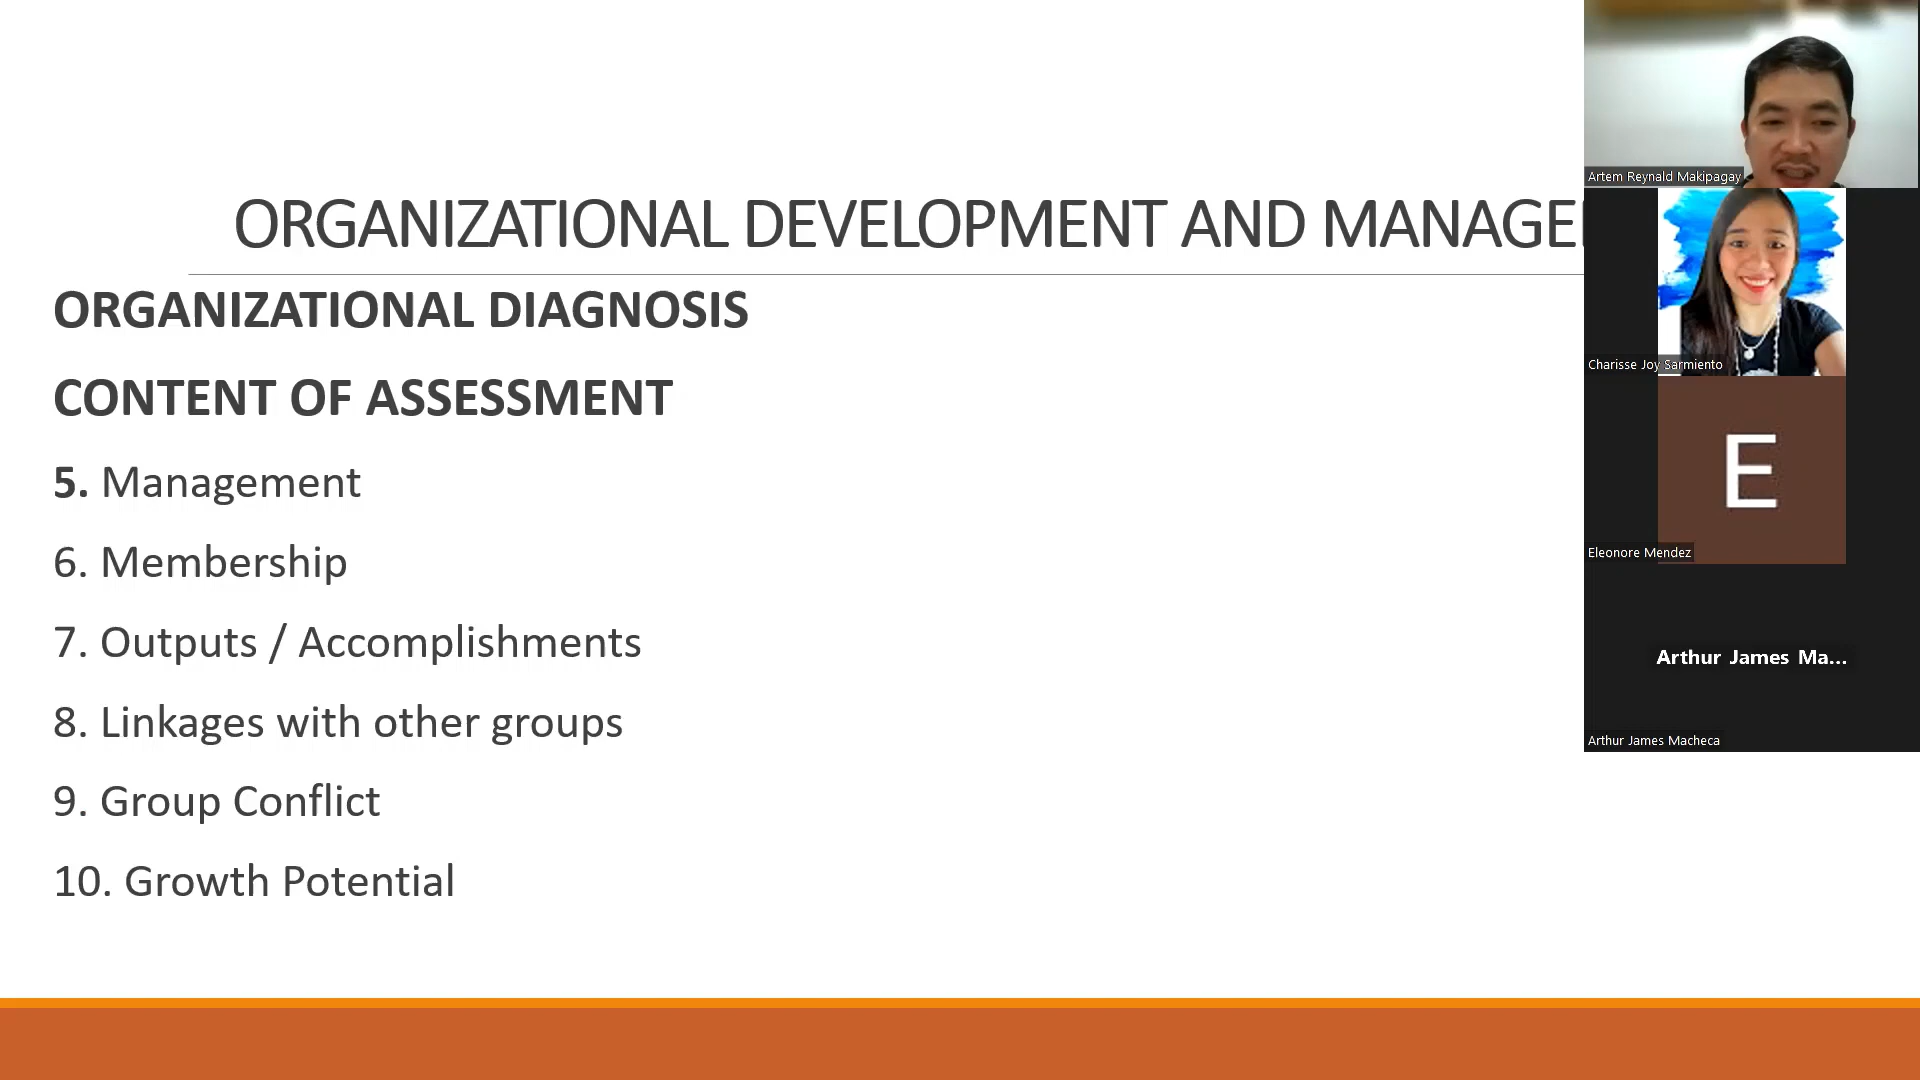 ORGANIZATIONAL DEVELOPMENT AND MANAGE
ORGANIZATIONAL DIAGNOSIS
CONTENT OF ASSESSMENT
5. Management
6. Membership
7. Outputs / Accomplishments
8. Linkages with other groups
9. Group Conflict
10. Growth Potential
Artem Reynald Makipagay
Charisse Joy Sarmiento
E
Eleonore Mendez
Arthur James Ma...
Arthur James Macheca